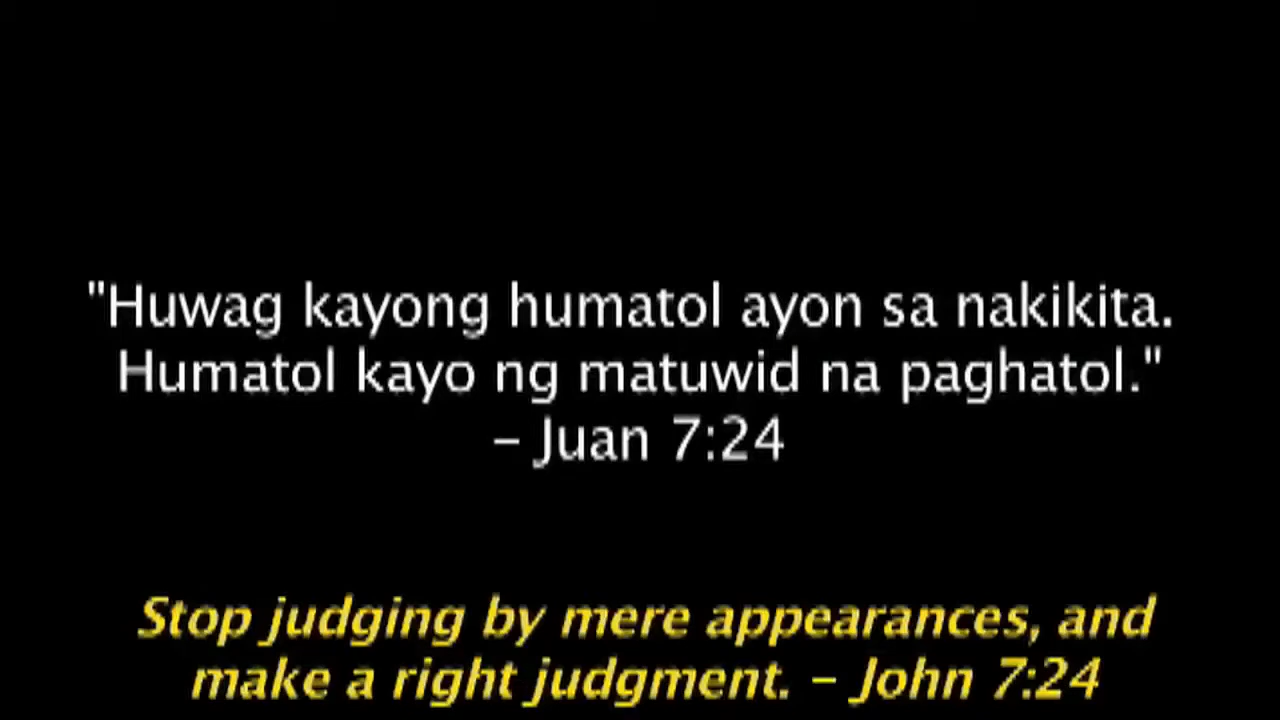 "Huwag kayong humatol ayon sa nakikita.
Humatol kayo ng matuwid na paghatol."
– Juan 7:24
Stop judging by mere appearances, and
make a right judgment. – John 7:24